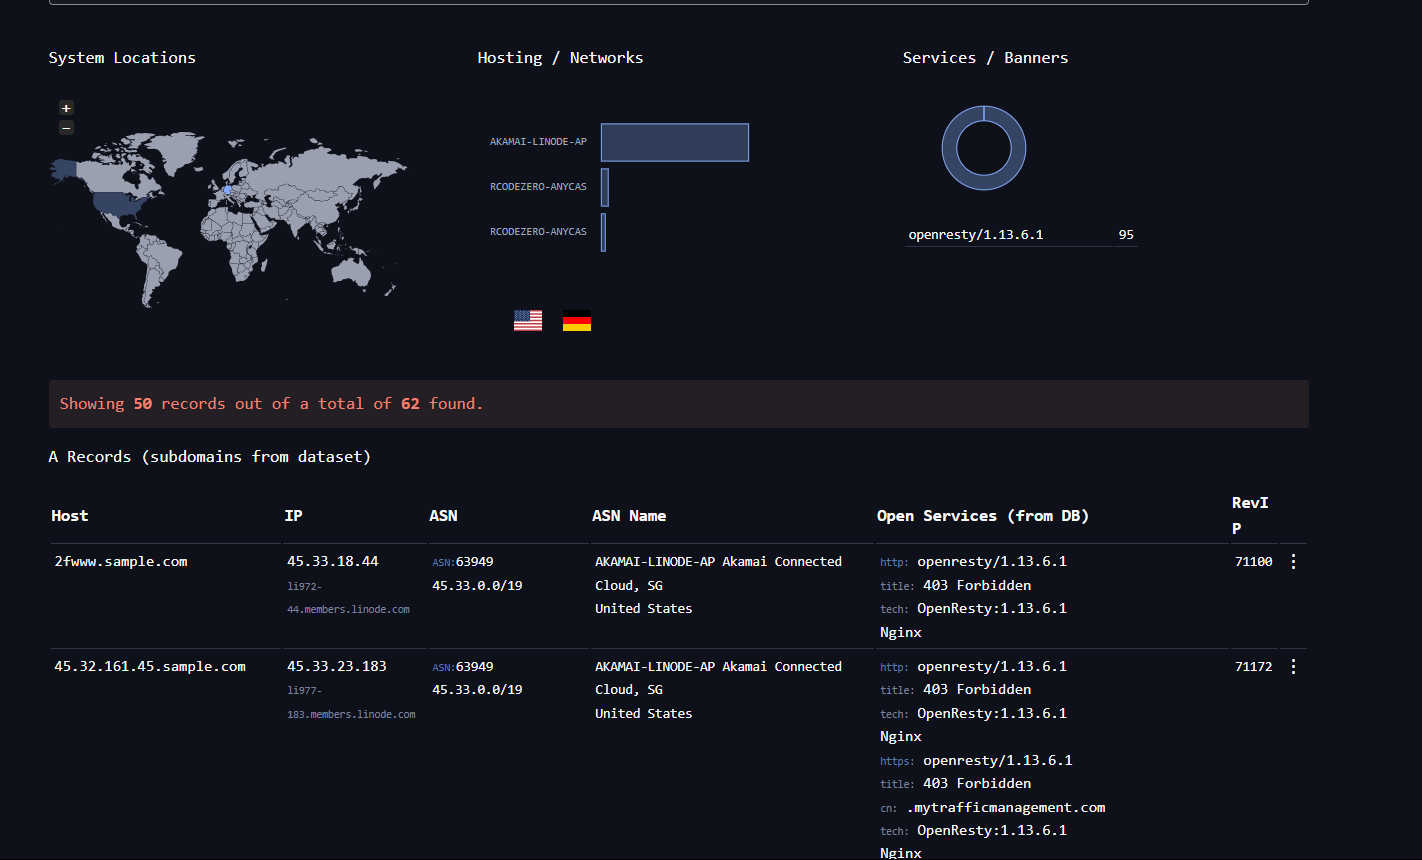 System Locations
Hosting / Networks
Services / Banners
+
−
AKAMAI-LINODE-AP
RCODEZERO-ANYCAS
RCODEZERO-ANYCAS
openresty/1.13.6.1 95
Showing 50 records out of a total of 62 found.
A Records (subdomains from dataset)
Host IP ASN ASN Name Open Services (from DB) RevI
P
2fwww.sample.com 45.33.18.44 ASN:63949 AKAMAI-LINODE-AP Akamai Connected http: openresty/1.13.6.1 71100
li972- 45.33.0.0/19 Cloud, SG title: 403 Forbidden
44.members.linode.com United States tech: OpenResty:1.13.6.1
Nginx
45.32.161.45.sample.com 45.33.23.183 ASN:63949 AKAMAI-LINODE-AP Akamai Connected http: openresty/1.13.6.1 71172
li977- 45.33.0.0/19 Cloud, SG title: 403 Forbidden
183.members.linode.com United States tech: OpenResty:1.13.6.1
Nginx
https: openresty/1.13.6.1
title: 403 Forbidden
cn: .mytrafficmanagement.com
tech: OpenResty:1.13.6.1
Nginx